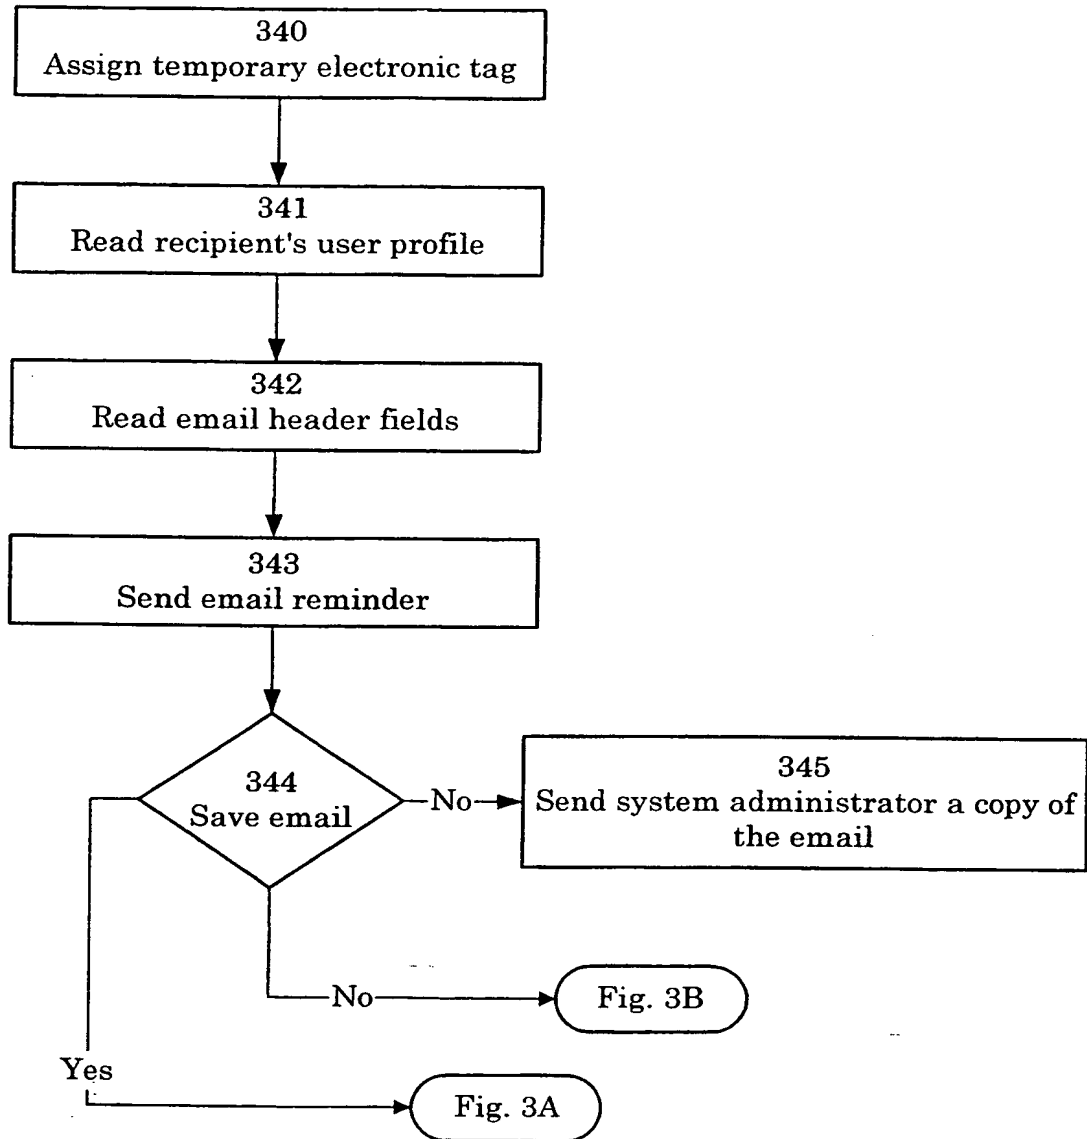 340
Assign temporary electronic tag
341
Read recipient's user profile
342
Read email header fields
343
Send email reminder
344
Save email
No
345
Send system administrator a copy of
the email
No
Fig. 3B
Yes
Fig. 3A